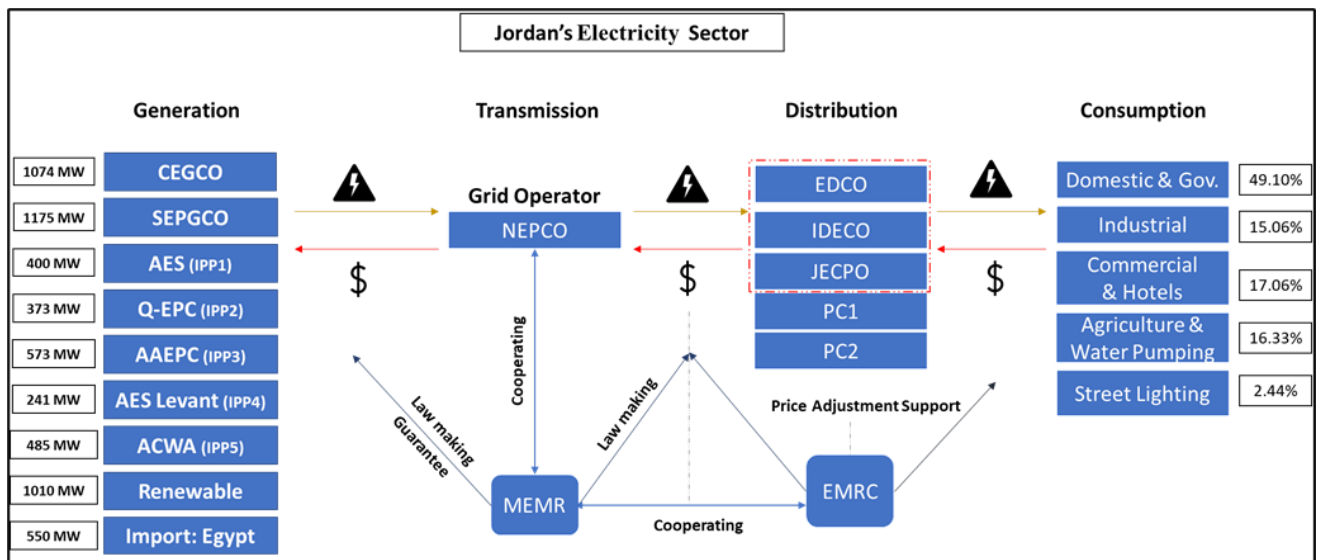 Jordan's Electricity Sector
Generation
Transmission
Distribution
Consumption
1074 MW
CEGCO
1175 MW
SEPGCO
400 MW
AES (IPP1)
373 MW
Q-EPC (IPP2)
573 MW
AAEPC (IPP3)
241 MW
AES Levant (IPP4)
485 MW
ACWA (IPP5)
1010 MW
Renewable
550 MW
Import: Egypt
$
Law making
Guarantee
Grid Operator
NEPCO
Cooperating
MEMR
$
Law making
Cooperating
EDCO
IDECO
JECPO
PC1
PC2
Price Adjustment Support
EMRC
$
Domestic & Gov.
49.10%
Industrial
15.06%
Commercial
& Hotels
17.06%
Agriculture &
Water Pumping
16.33%
Street Lighting
2.44%